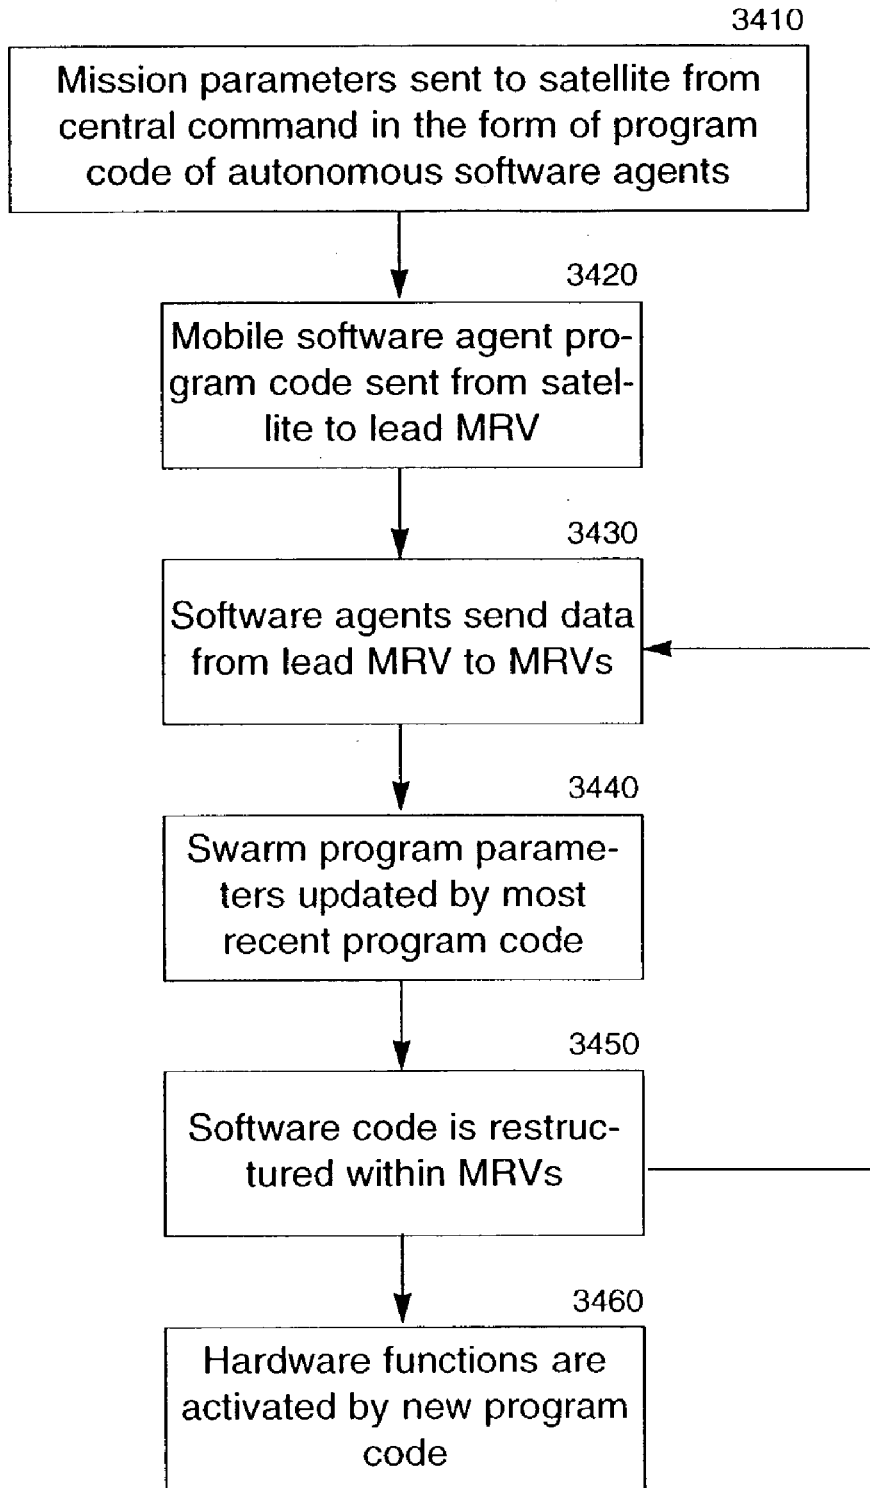 3410
Mission parameters sent to satellite from
central command in the form of program
code of autonomous software agents
3420
Mobile software agent pro-
gram code sent from satel-
lite to lead MRV
3430
Software agents send data
from lead MRV to MRVs
3440
Swarm program parame-
ters updated by most
recent program code
3450
Software code is restruc-
tured within MRVs
3460
Hardware functions are
activated by new program
code